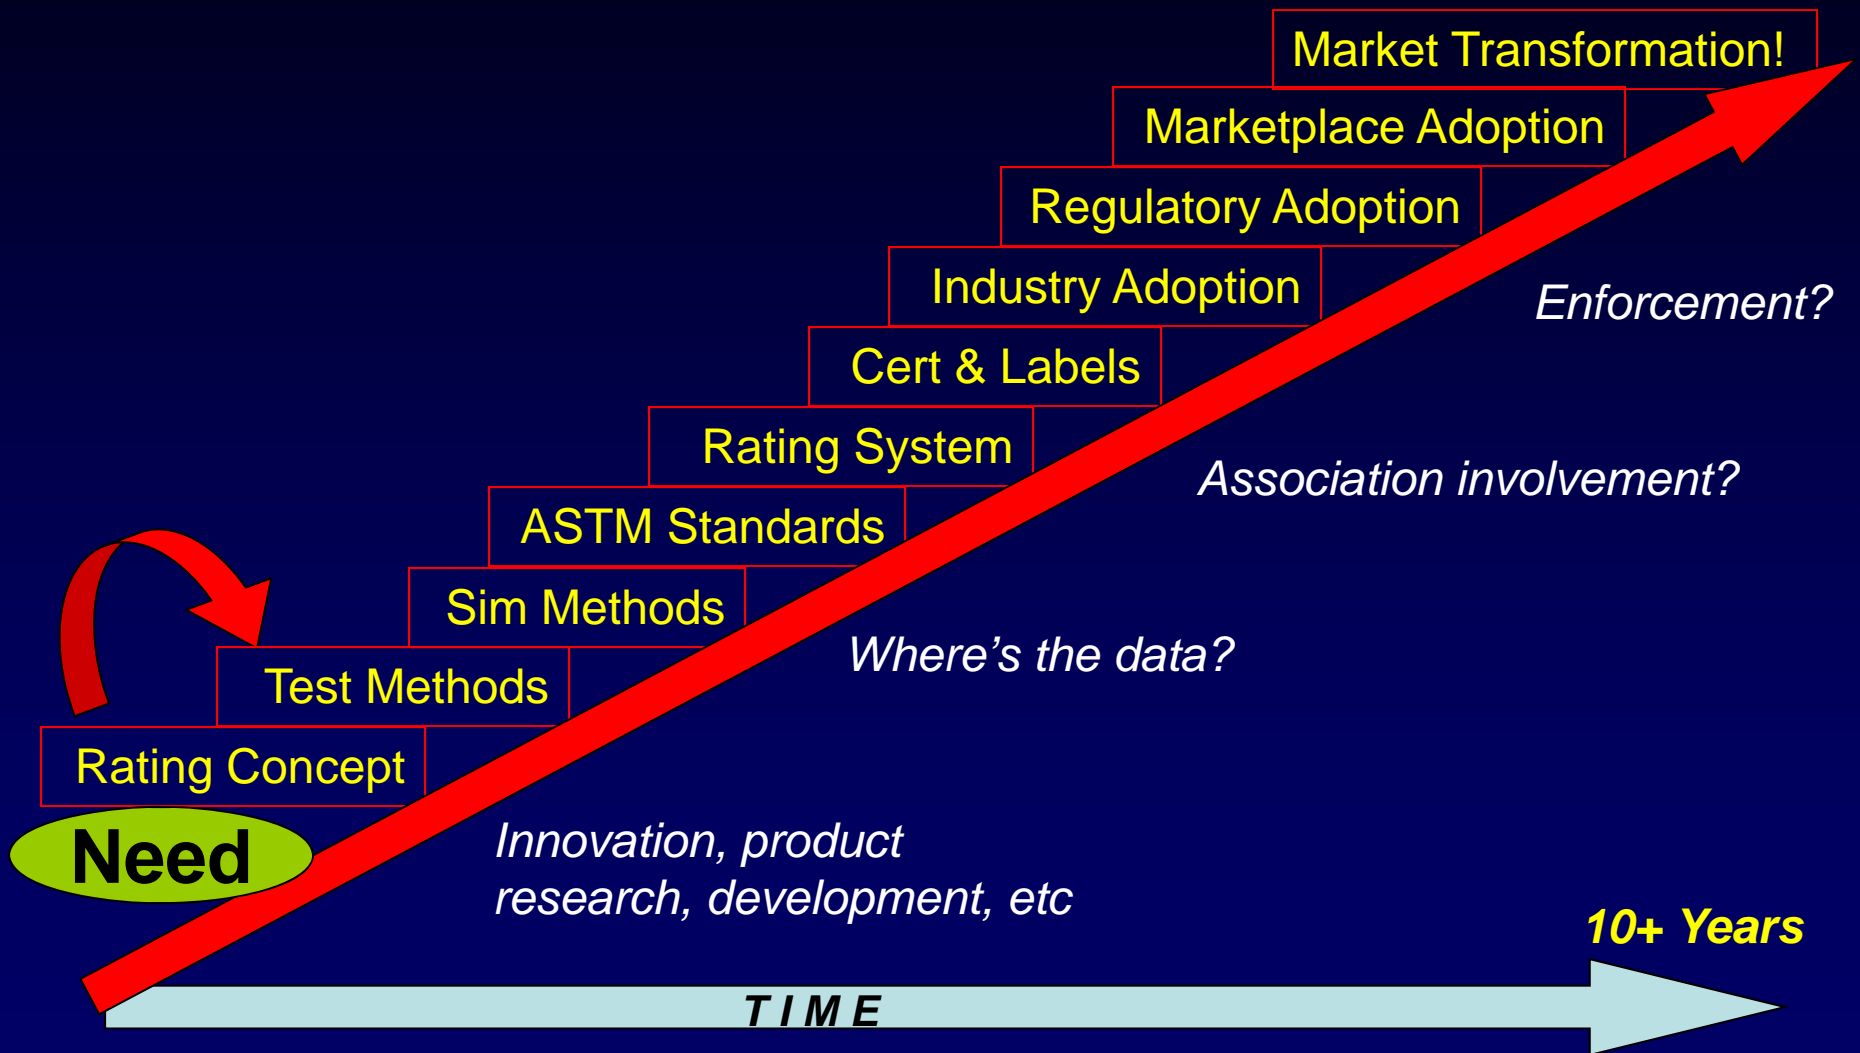 Market Transformation!
Marketplace Adoption
Regulatory Adoption
Industry Adoption
Enforcement?
Cert & Labels
Rating System
Association involvement?
ASTM Standards
Sim Methods
Where’s the data?
Test Methods
Rating Concept
Need
Innovation, product
research, development, etc
10+ Years
T I M E